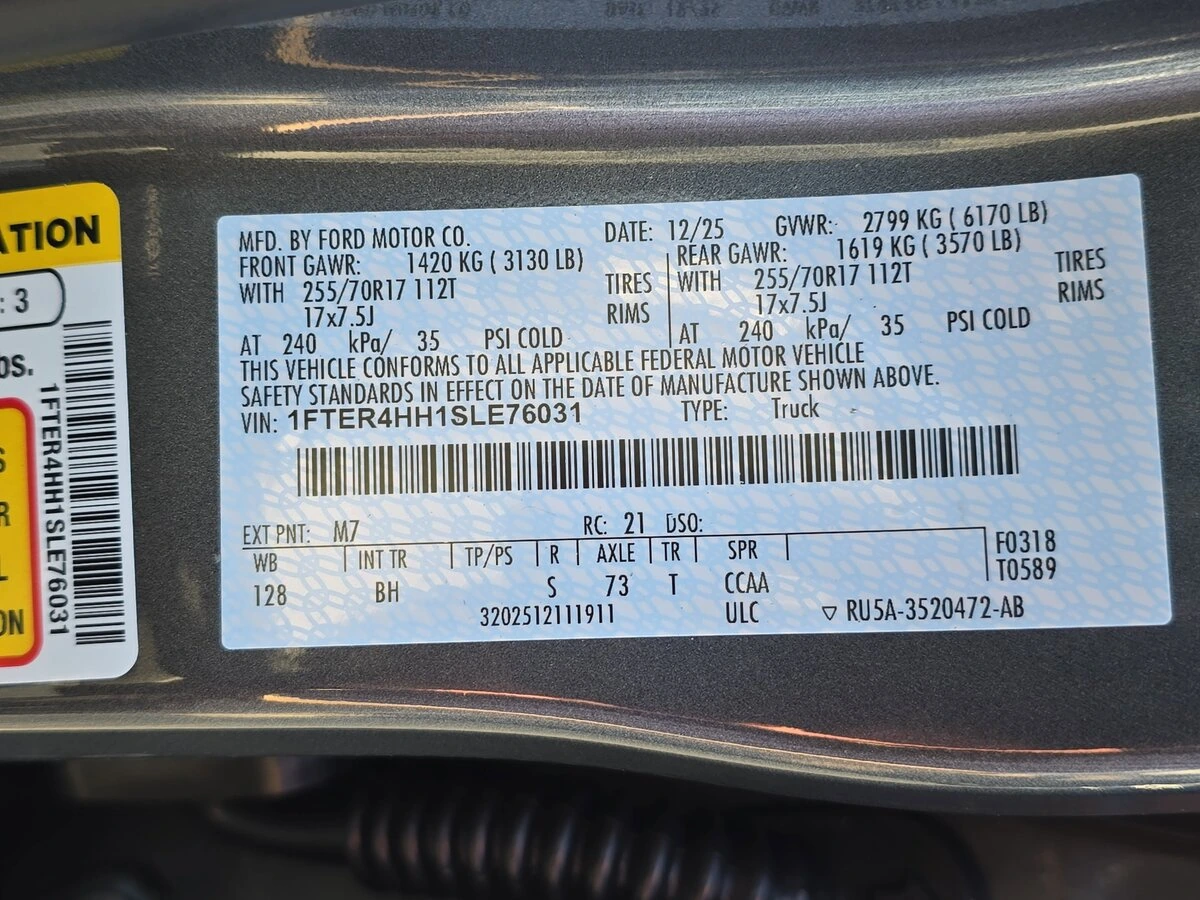 ATION
: 3
os.
1FTER4HH1SLE76031
S
R
L
ON
MFD. BY FORD MOTOR CO. DATE: 12/25 GVWR: 2799 KG ( 6170 LB)
FRONT GAWR: 1420 KG ( 3130 LB) REAR GAWR: 1619 KG ( 3570 LB)
WITH 255/70R17 112T TIRES WITH 255/70R17 112T TIRES
17x7.5J RIMS 17x7.5J RIMS
AT 240 kPa/ 35 PSI COLD AT 240 kPa/ 35 PSI COLD
THIS VEHICLE CONFORMS TO ALL APPLICABLE FEDERAL MOTOR VEHICLE
SAFETY STANDARDS IN EFFECT ON THE DATE OF MANUFACTURE SHOWN ABOVE.
VIN: 1FTER4HH1SLE76031 TYPE: Truck
EXT PNT: M7 RC: 21 DSO:
WB INT TR TP/PS R AXLE TR SPR F0318
128 BH S 73 T CCAA T0589
3202512111911 ULC ▽ RU5A-3520472-AB